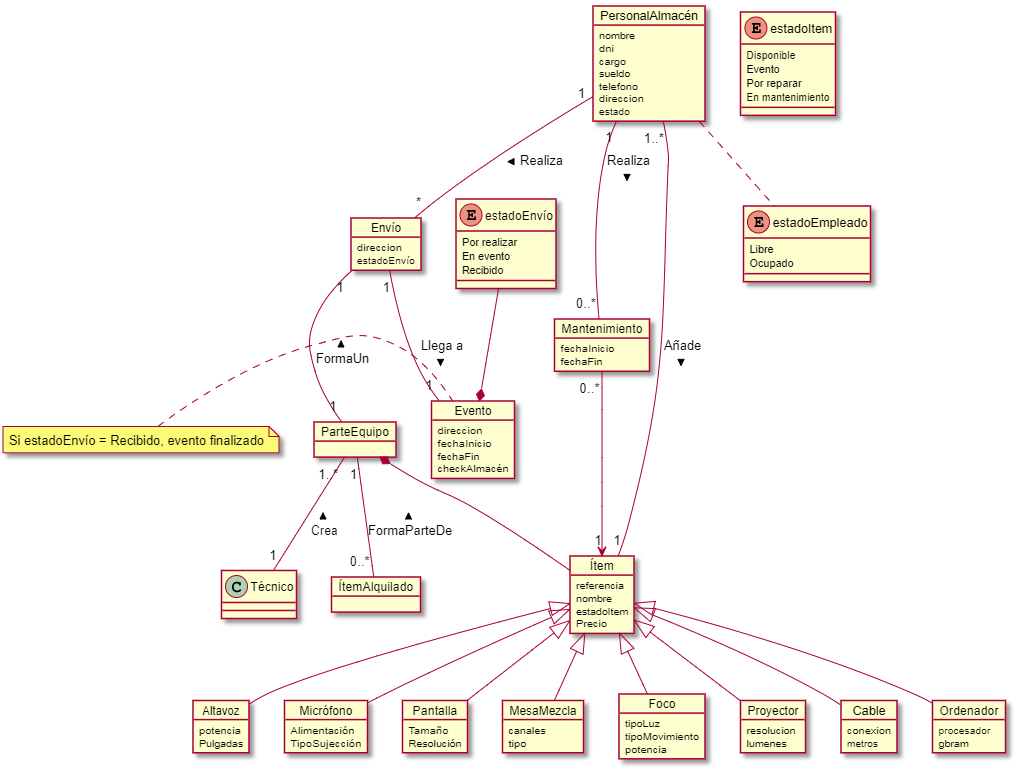 PersonalAlmacén
nombre
dni
cargo
sueldo
telefono
direccion
estado
E estadoItem
Disponible
Evento
Por reparar
En mantenimiento
1
1
1..*
Realiza
Realiza
*
Envío
direccion
estadoEnvío
E estadoEnvío
Por realizar
En evento
Recibido
E estadoEmpleado
Libre
Ocupado
1
1
0..*
Mantenimiento
fechaInicio
fechaFin
0..*
Llega a
FormaUn
Añade
1
1
Evento
direccion
fechaInicio
fechaFin
checkAlmacén
Si estadoEnvío = Recibido, evento finalizado
ParteEquipo
1..*
1
Crea
FormaParteDe
1
0..*
1
1
C Técnico
ÍtemAlquilado
Ítem
referencia
nombre
estadoItem
Precio
Altavoz
potencia
Pulgadas
Micrófono
Alimentación
TipoSujección
Pantalla
Tamaño
Resolución
MesaMezcla
canales
tipo
Foco
tipoLuz
tipoMovimiento
potencia
Proyector
resolucion
lumenes
Cable
conexion
metros
Ordenador
procesador
gbram